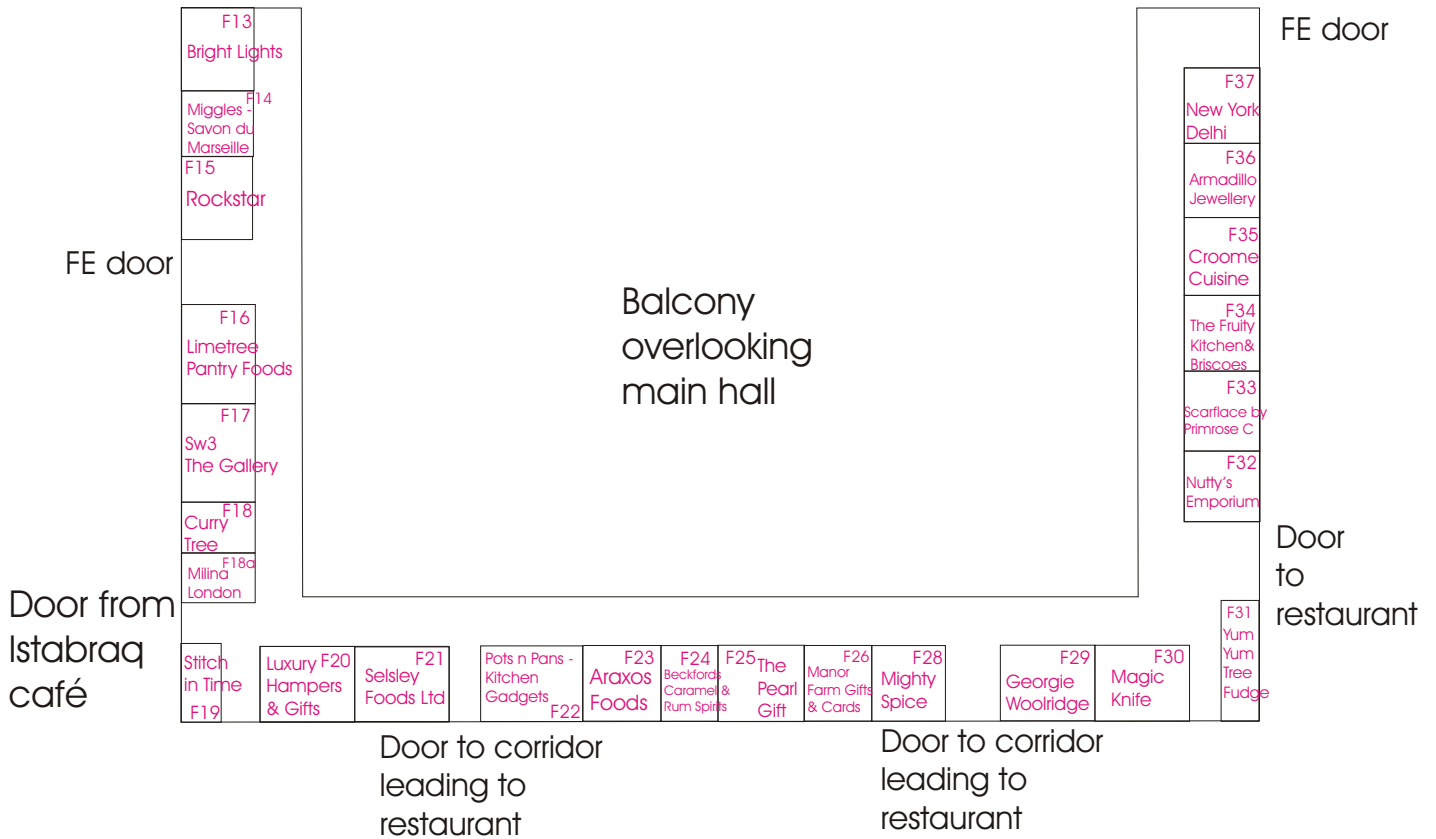 F13
Bright Lights
F14
Miggles -
Savon du
Marseille
F15
Rockstar
FE door
F16
Limetree
Pantry Foods
F17
Sw3
The Gallery
F18
Curry
Tree
F18a
Milina
London
Door from
Istabraq
café
Stitch
in Time
F19
Luxury F20
Hampers
& Gifts
F21
Selsley
Foods Ltd
Pots n Pans -
Kitchen
Gadgets
F22
F23
Araxos
Foods
F24
Beckfords
Caramel &
Rum Spirits
F25 The
Pearl
Gift
F26
Manor
Farm Gifts
& Cards
F28
Mighty
Spice
F29
Georgie
Woolridge
F30
Magic
Knife
F31
Yum
Yum
Tree
Fudge
Door to corridor
leading to
restaurant
Door to corridor
leading to
restaurant
Balcony
overlooking
main hall
FE door
F37
New York
Delhi
F36
Armadillo
Jewellery
F35
Croome
Cuisine
F34
The Fruity
Kitchen&
Briscoes
F33
Scarflace by
Primrose C
F32
Nutty's
Emporium
Door
to
restaurant